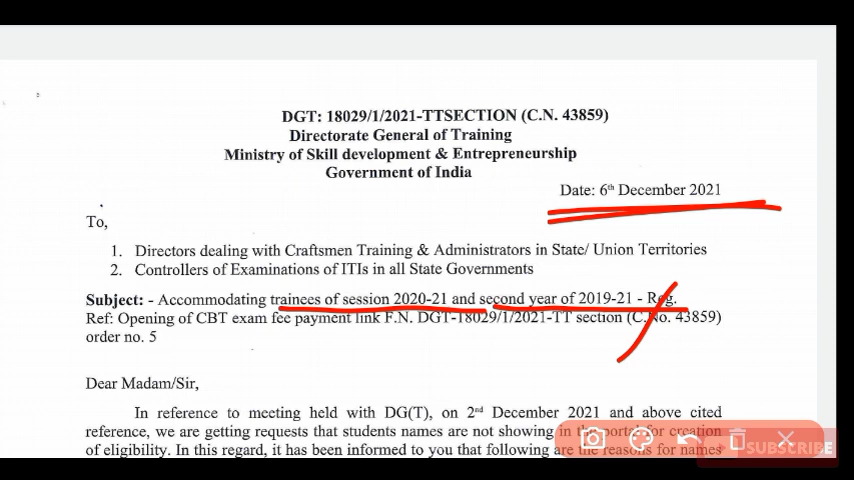 DGT: 18029/1/2021-TTSECTION (C.N. 43859)
Directorate General of Training
Ministry of Skill development & Entrepreneurship
Government of India
Date: 6th December 2021
To,
1. Directors dealing with Craftsmen Training & Administrators in State/ Union Territories
2. Controllers of Examinations of ITIs in all State Governments
Subject: - Accommodating trainees of session 2020-21 and second year of 2019-21 - Reg.
Ref: Opening of CBT exam fee payment link F.N. DGT-18029/1/2021-TT section (C.No. 43859)
order no. 5
Dear Madam/Sir,
In reference to meeting held with DG(T), on 2nd December 2021 and above cited
reference, we are getting requests that students names are not showing in the portal for creation
of eligibility. In this regard, it has been informed to you that following are the reasons for names
SUBSCRIBE